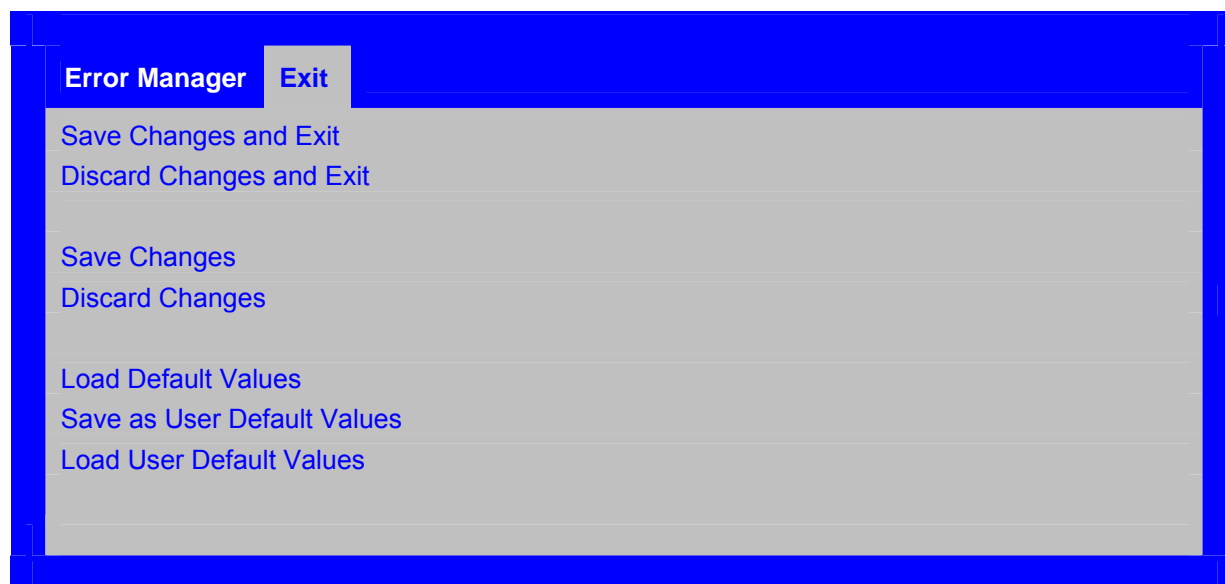 Error Manager Exit
Save Changes and Exit
Discard Changes and Exit
Save Changes
Discard Changes
Load Default Values
Save as User Default Values
Load User Default Values